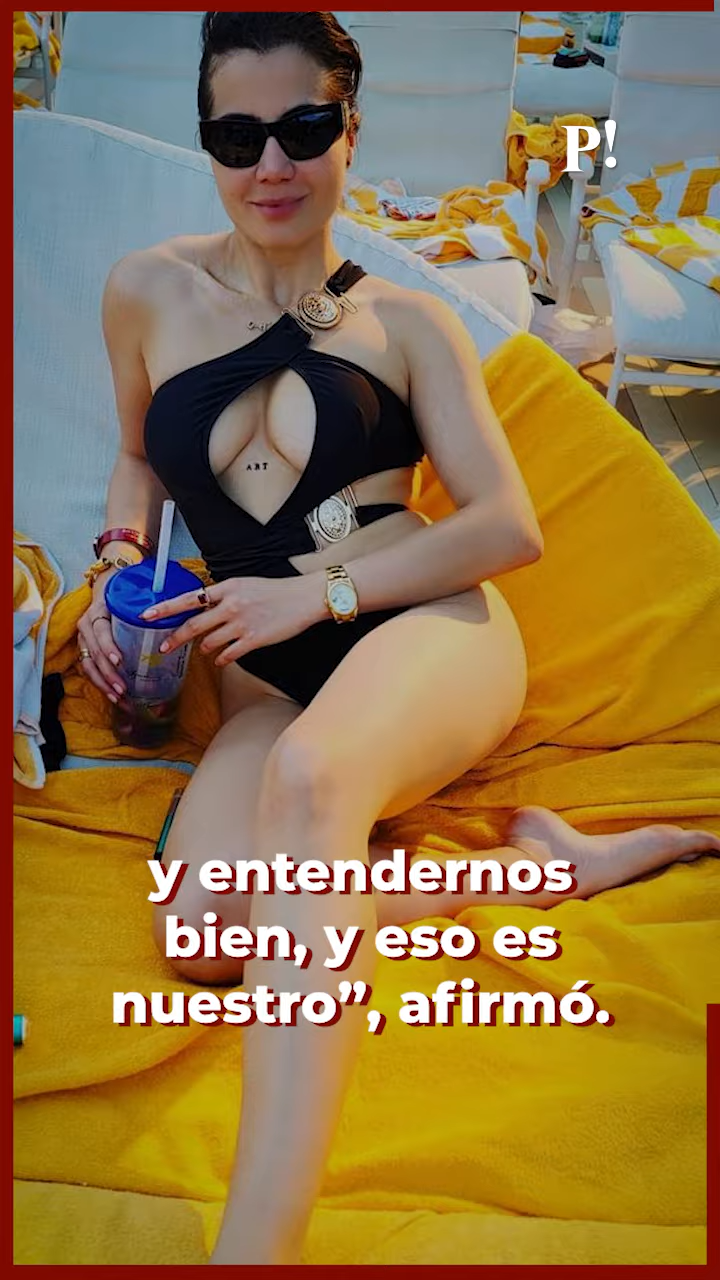 P!
ART
y entendernos
bien, y eso es
nuestro”, afirmó.